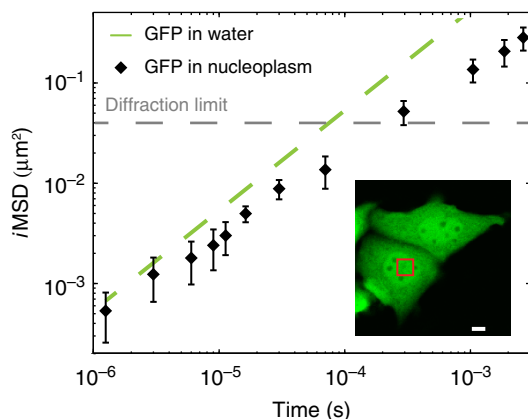 GFP in water
GFP in nucleoplasm
Diffraction limit
iMSD (μm²)
10⁻¹
10⁻²
10⁻³
10⁻⁶
10⁻⁵
10⁻⁴
10⁻³
Time (s)